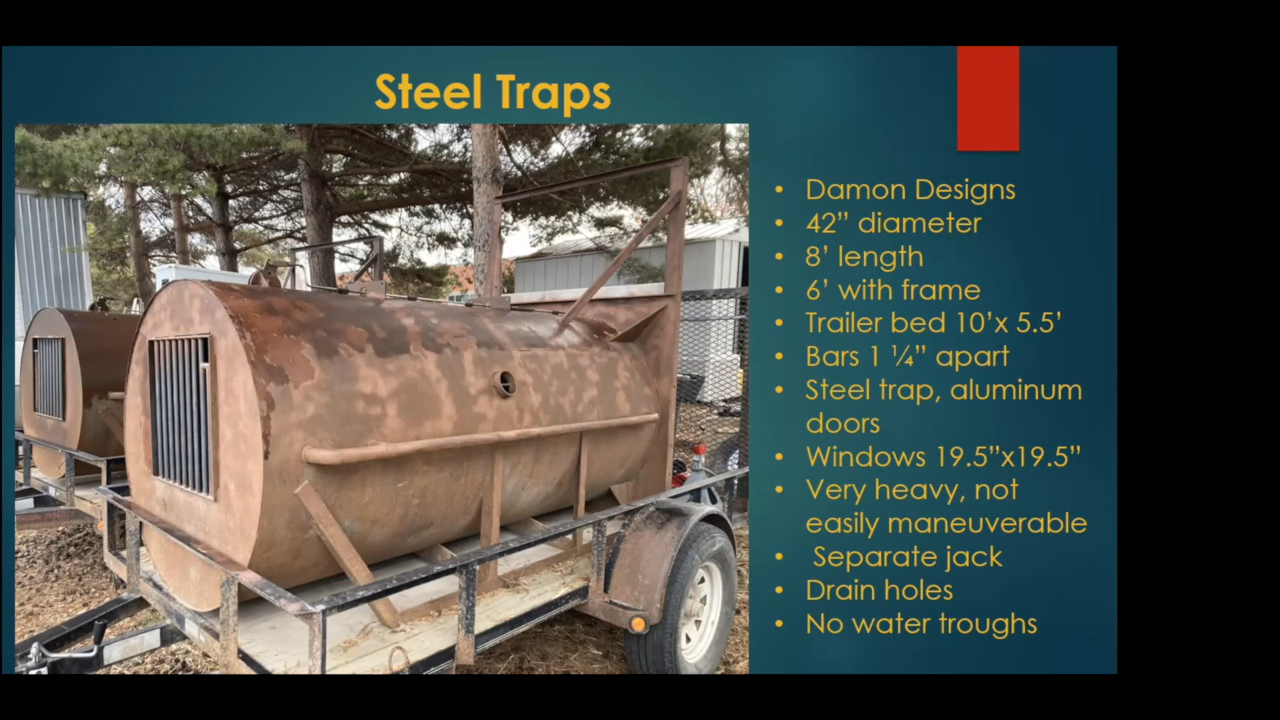 Steel Traps
• Damon Designs
• 42” diameter
• 8’ length
• 6’ with frame
• Trailer bed 10’x 5.5’
• Bars 1 ¼” apart
• Steel trap, aluminum
doors
• Windows 19.5”x19.5”
• Very heavy, not
easily maneuverable
• Separate jack
• Drain holes
• No water troughs